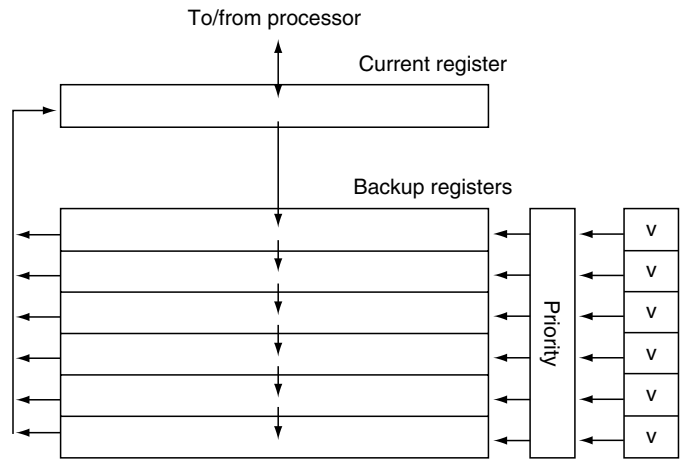 To/from processor
Current register
Backup registers
Priority
v
v
v
v
v
v